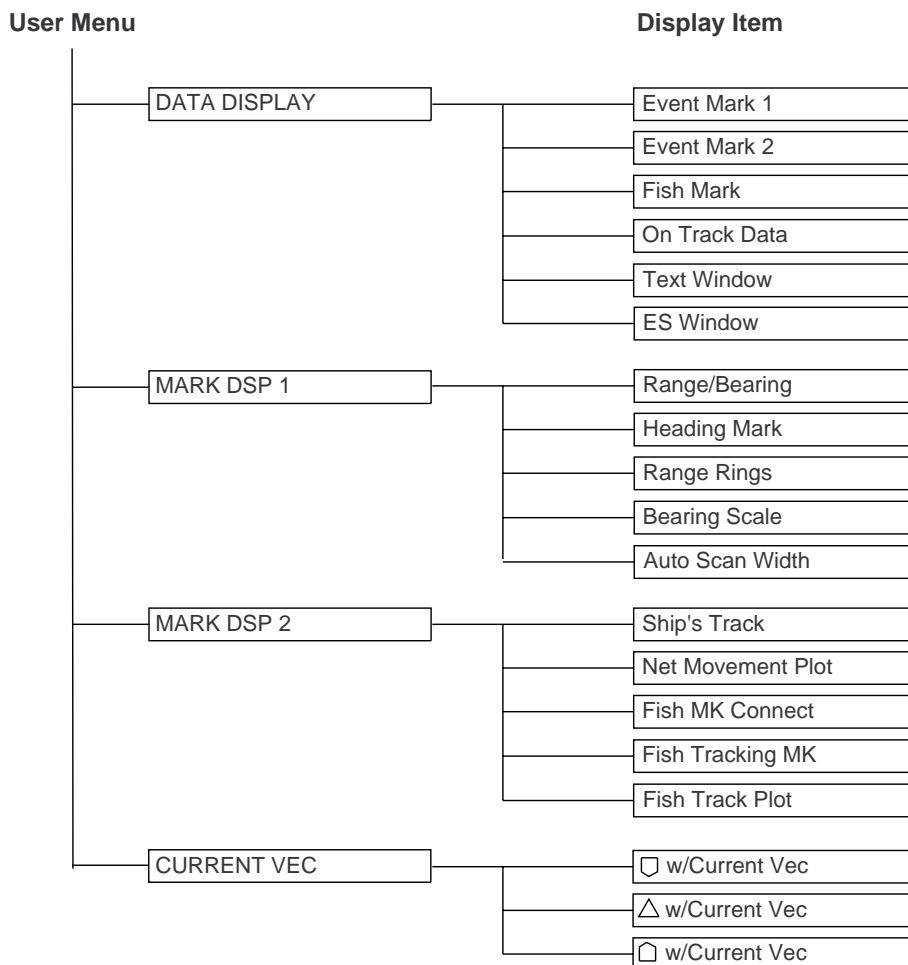 User Menu
Display Item
DATA DISPLAY
Event Mark 1
Event Mark 2
Fish Mark
On Track Data
Text Window
ES Window
MARK DSP 1
Range/Bearing
Heading Mark
Range Rings
Bearing Scale
Auto Scan Width
MARK DSP 2
Ship's Track
Net Movement Plot
Fish MK Connect
Fish Tracking MK
Fish Track Plot
CURRENT VEC
w/Current Vec
w/Current Vec
w/Current Vec